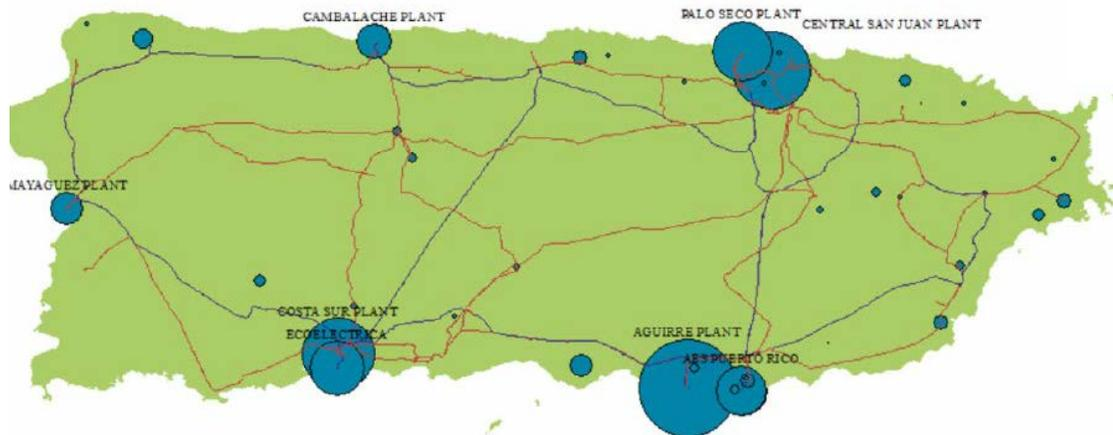 CAMBALACHE PLANT
PALO SECO PLANT
CENTRAL SAN JUAN PLANT
MAYAGUEZ PLANT
COSTA SUR PLANT
ECOELECTRICA
AGUIRRE PLANT
AES PUERTO RICO